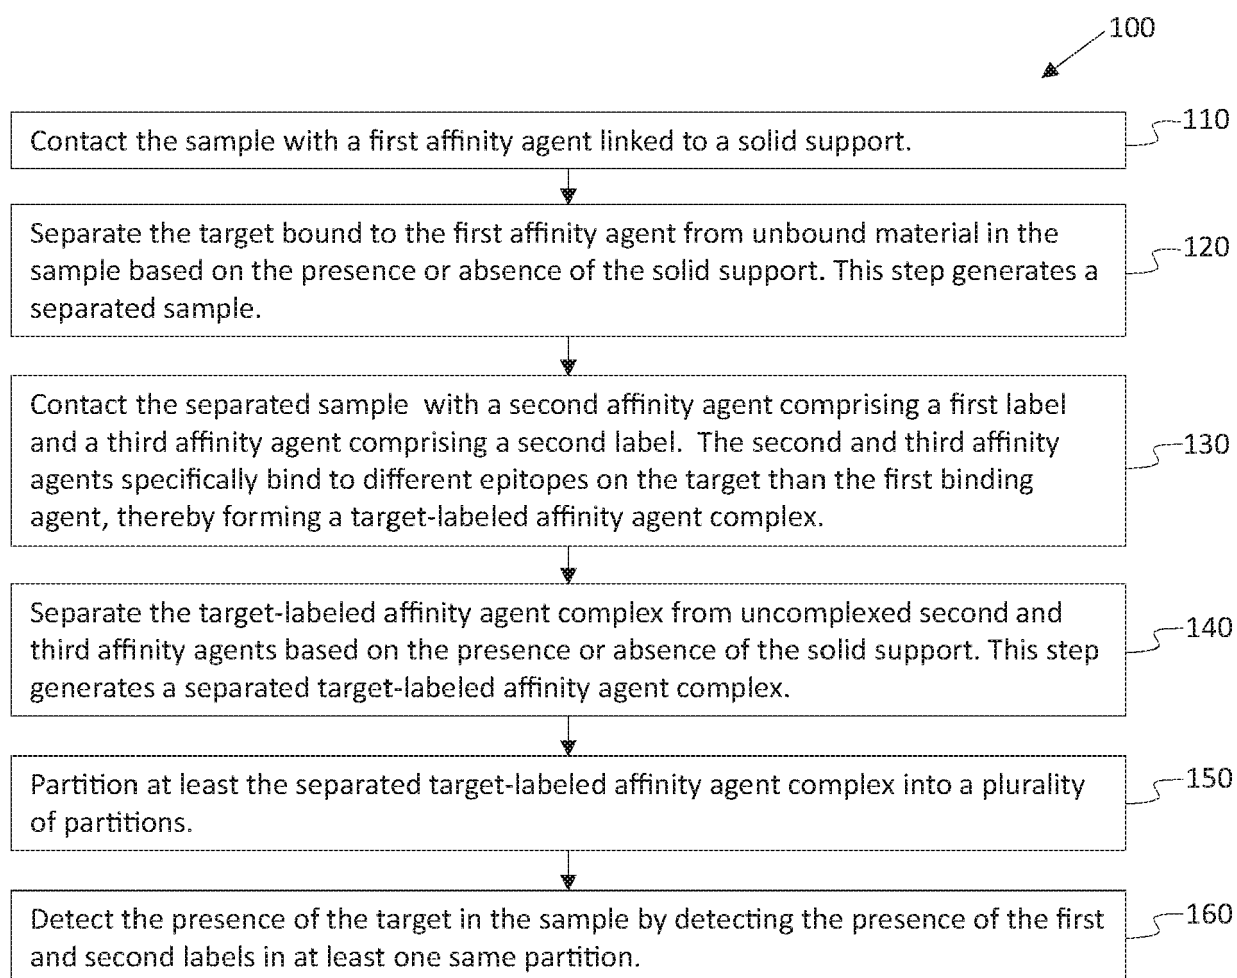 100
Contact the sample with a first affinity agent linked to a solid support.
110
Separate the target bound to the first affinity agent from unbound material in the
sample based on the presence or absence of the solid support. This step generates a
separated sample.
120
Contact the separated sample with a second affinity agent comprising a first label
and a third affinity agent comprising a second label. The second and third affinity
agents specifically bind to different epitopes on the target than the first binding
agent, thereby forming a target-labeled affinity agent complex.
130
Separate the target-labeled affinity agent complex from uncomplexed second and
third affinity agents based on the presence or absence of the solid support. This step
generates a separated target-labeled affinity agent complex.
140
Partition at least the separated target-labeled affinity agent complex into a plurality
of partitions.
150
Detect the presence of the target in the sample by detecting the presence of the first
and second labels in at least one same partition.
160